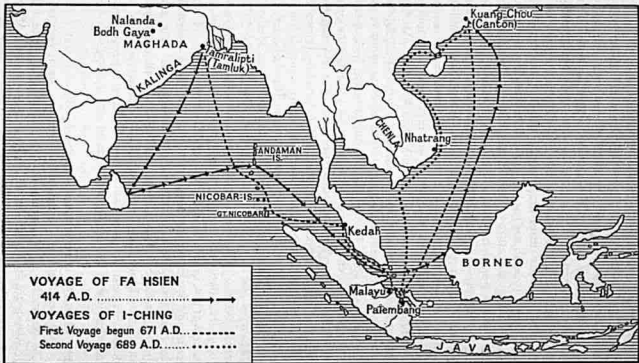 Nalanda
Bodh Gaya
MAGHADA
Tamralipti
(Tamluk)
KALINGA
Kuang-Chou
(Canton)
CHENLA
Nhatrang
ANDAMAN
IS.
NICOBAR-IS.
GT. NICOBAR
Kedah
BORNEO
Malayu
Palembang
JAVA
VOYAGE OF FA HSIEN
414 A.D.
VOYAGES OF I-CHING
First Voyage begun 671 A.D...
Second Voyage 689 A.D......